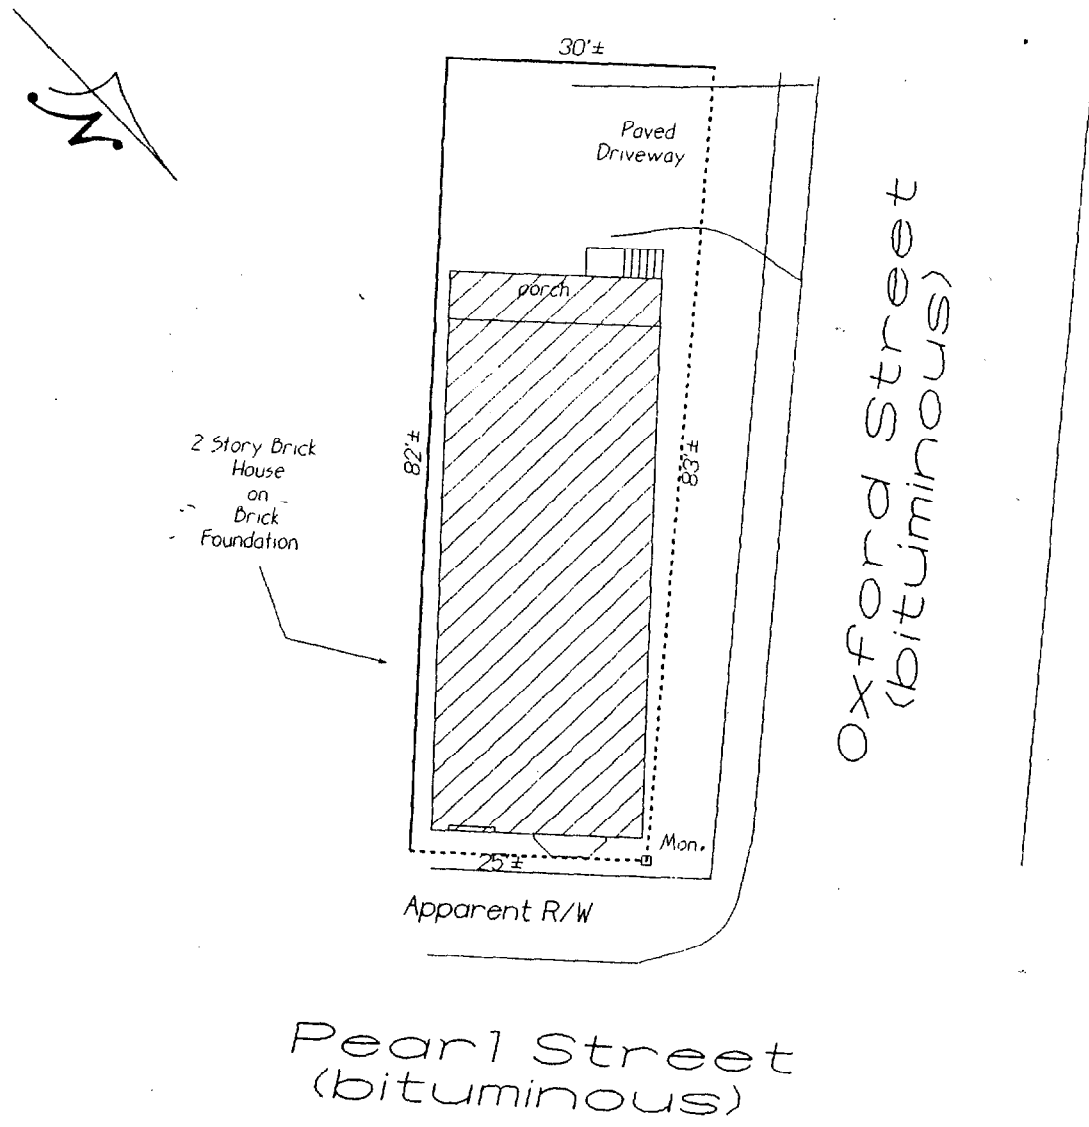 N
30'±
Paved
Driveway
porch
82'±
83'±
2 Story Brick
House
on
Brick
Foundation
Oxford Street
(bituminous)
Mon.
25'±
Apparent R/W
Pearl Street
(bituminous)